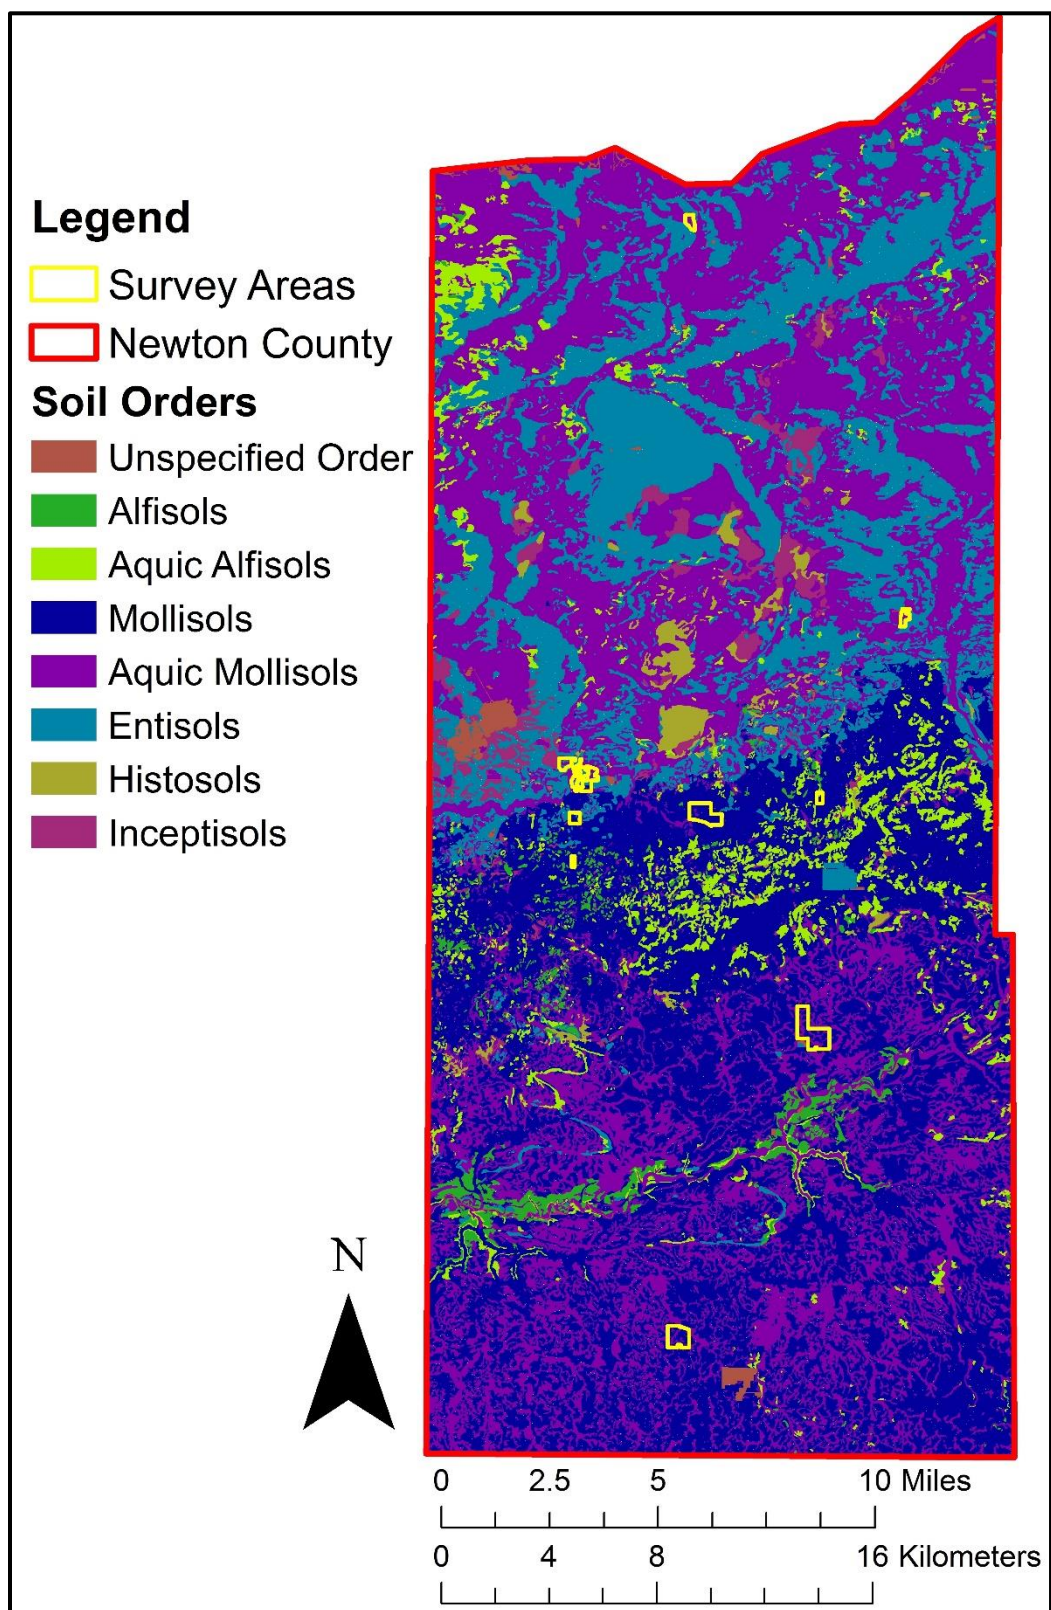 Legend
Survey Areas
Newton County
Soil Orders
Unspecified Order
Alfisols
Aquic Alfisols
Mollisols
Aquic Mollisols
Entisols
Histosols
Inceptisols
N
0 2.5 5 10 Miles
0 4 8 16 Kilometers